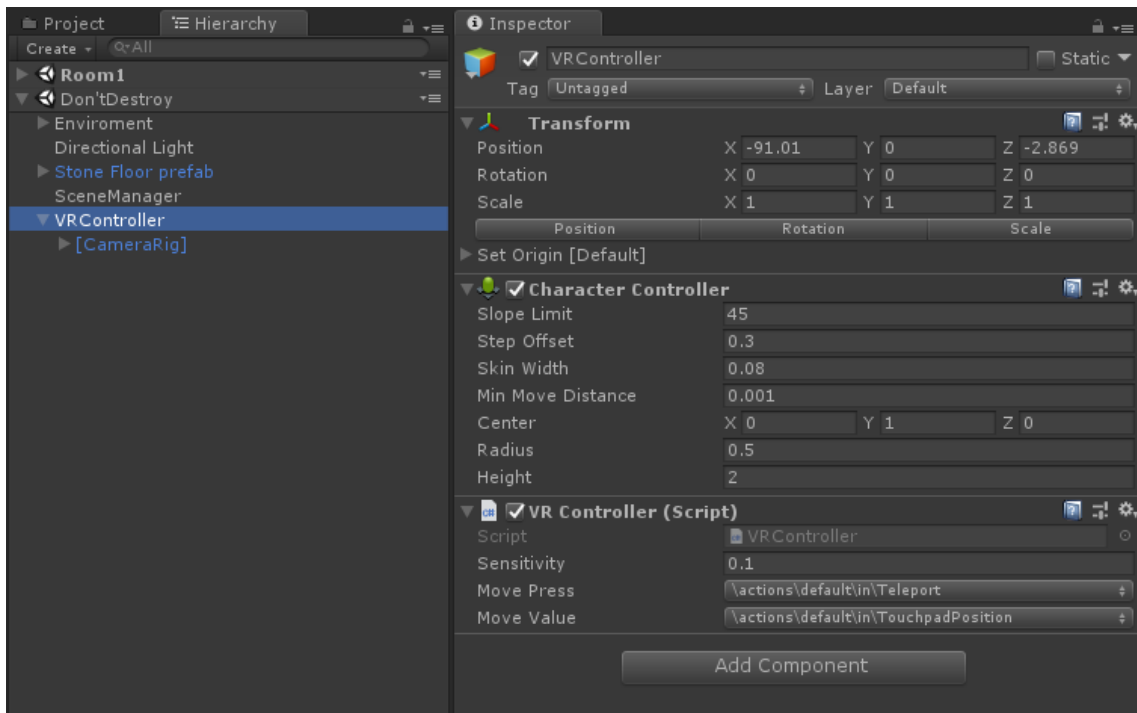 Project
Hierarchy
Create
All
Room1
Don'tDestroy
Enviroment
Directional Light
Stone Floor prefab
SceneManager
VRController
[CameraRig]
Inspector
VRController
Static
Tag Untagged Layer Default
Transform
Position X -91.01 Y 0 Z -2.869
Rotation X 0 Y 0 Z 0
Scale X 1 Y 1 Z 1
Position Rotation Scale
Set Origin [Default]
Character Controller
Slope Limit 45
Step Offset 0.3
Skin Width 0.08
Min Move Distance 0.001
Center X 0 Y 1 Z 0
Radius 0.5
Height 2
VR Controller (Script)
Script VRController
Sensitivity 0.1
Move Press \actions\default\in\Teleport
Move Value \actions\default\in\TouchpadPosition
Add Component